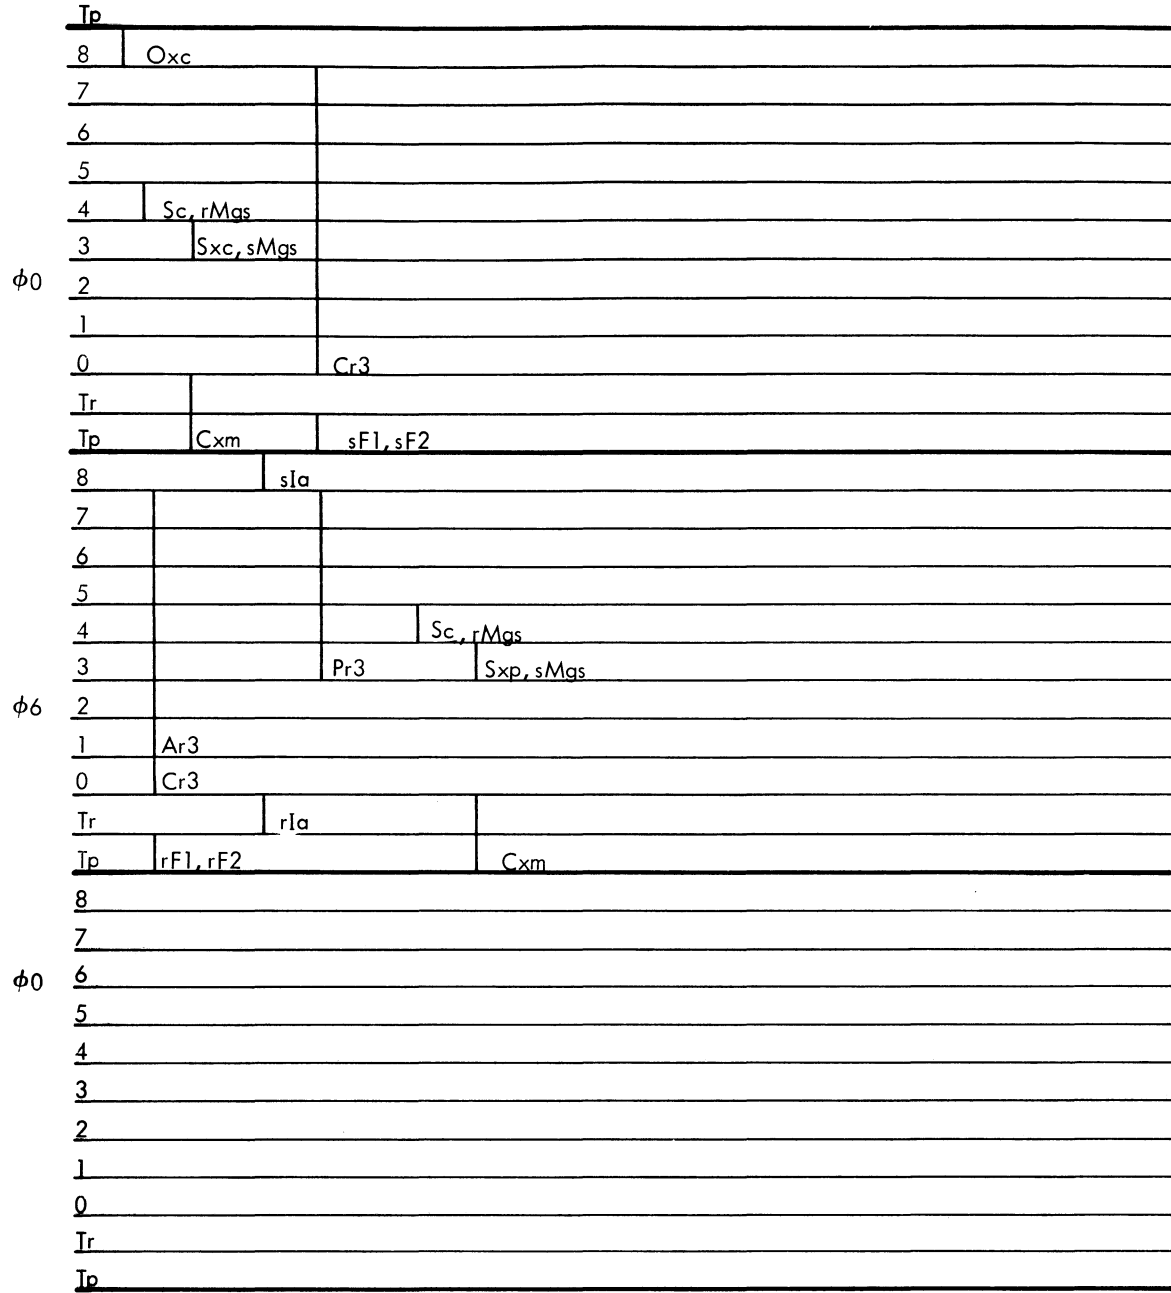 Tp
8 Oxc
7
6
5
4 Sc, rMgs
3 Sxc, sMgs
ϕ0
2
1
0 Cr3
Tr
Tp Cxm sF1, sF2
8 sIa
7
6
5
4 Sc, rMgs
3 Pr3 Sxp, sMgs
ϕ6
2
1 Ar3
0 Cr3
Tr rIa
Tp rF1, rF2 Cxm
8
7
ϕ0 6
5
4
3
2
1
0
Tr
Tp